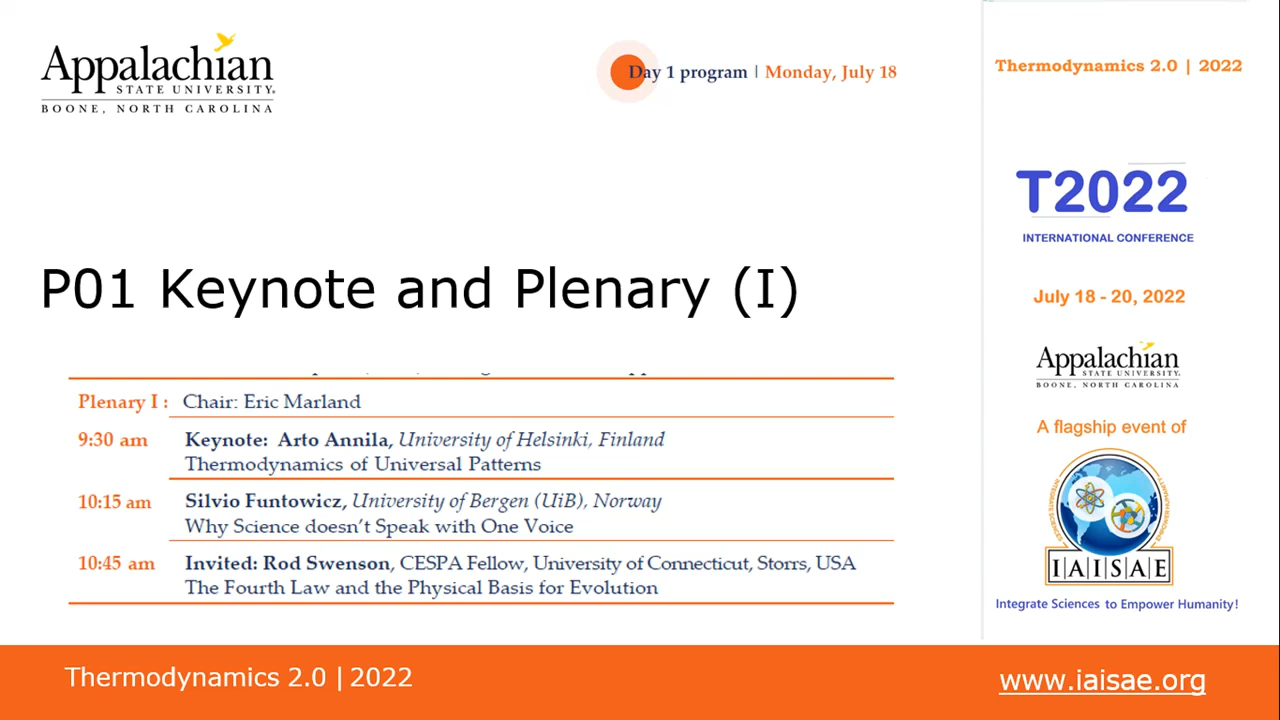 Appalachian
STATE UNIVERSITY.
BOONE, NORTH CAROLINA
Day 1 program | Monday, July 18
P01 Keynote and Plenary (I)
Plenary I : Chair: Eric Marland
9:30 am Keynote: Arto Annila, University of Helsinki, Finland
Thermodynamics of Universal Patterns
10:15 am Silvio Funtowicz, University of Bergen (UiB), Norway
Why Science doesn't Speak with One Voice
10:45 am Invited: Rod Swenson, CESPA Fellow, University of Connecticut, Storrs, USA
The Fourth Law and the Physical Basis for Evolution
Thermodynamics 2.0 | 2022
T2022
INTERNATIONAL CONFERENCE
July 18 - 20, 2022
Appalachian
STATE UNIVERSITY.
BOONE, NORTH CAROLINA
A flagship event of
IAISAE
Integrate Sciences to Empower Humanity!
Thermodynamics 2.0 | 2022
www.iaisae.org